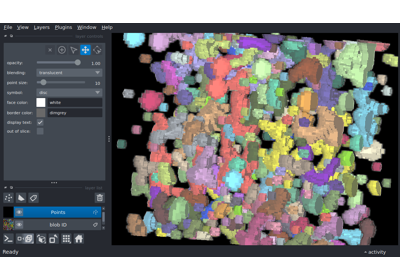 File View Layers Plugins Window Help
opacity: 1.00
blending: translucent
point size: 10
symbol: disc
face color: white
border color: dimgrey
display text: ✓
out of slice:
Points
blob ID
Ready
activity